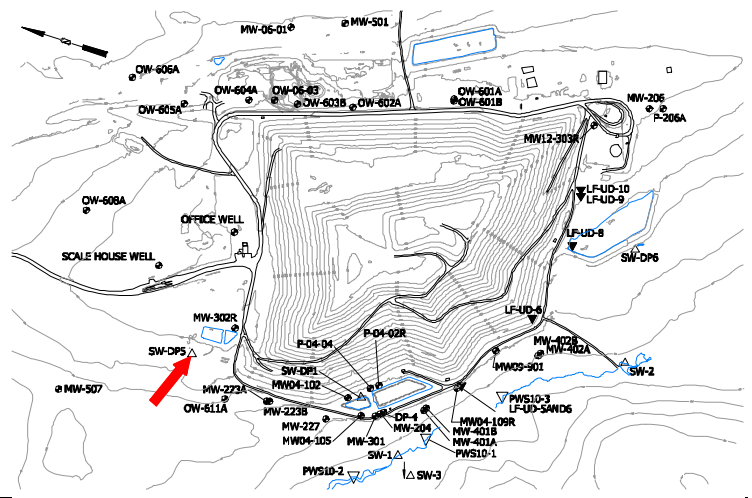 MW-06-01
MW-501
OW-606A
OW-605A
OW-604A
OW-06-03
OW-603B
OW-602A
OW-601A
OW-601B
MW-206
P-206A
MW12-303R
LF-UD-10
LF-UD-9
OW-608A
OFFICE WELL
LF-UD-8
SW-DP6
SCALE HOUSE WELL
LF-UD-6
MW-302R
SW-DP5
P-04-04
P-04-02R
MW-402B
MW-402A
MW09-901
SW-2
SW-DP1
MW04-102
MW-507
MW-223A
OW-611A
MW-223B
PWS10-3
LF-UD-SAND6
MW-227
DP-4
MW04-109R
MW-204
MW-401B
MW04-105
MW-301
MW-401A
SW-1
PWS10-1
PWS10-2
SW-3